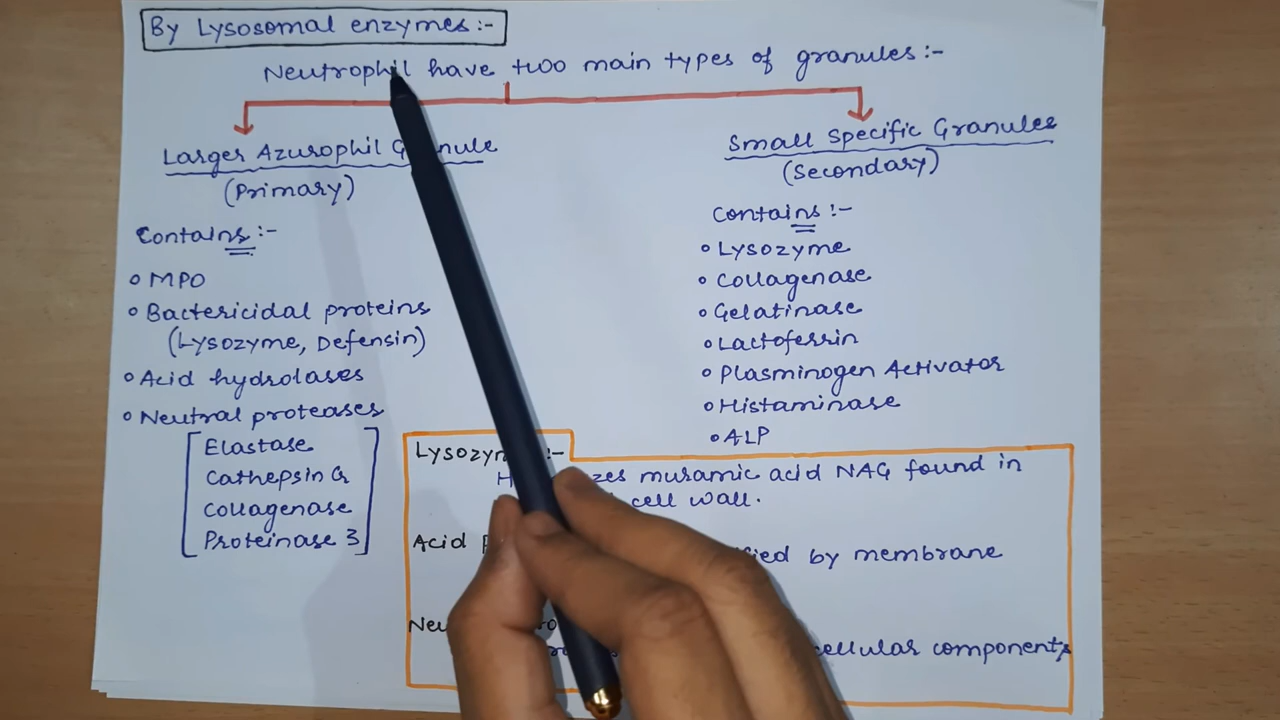 By Lysosomal enzymes:-
Neutrophil have two main types of granules:-
Larger Azurophil Granule
(Primary)
Contains:-
MPO
Bactericidal proteins
(Lysozyme, Defensin)
Acid hydrolases
Neutral proteases
Elastase
Cathepsin G
Collagenase
Proteinase 3
Small Specific Granules
(Secondary)
Contains:-
Lysozyme
Collagenase
Gelatinase
Lactoferrin
Plasminogen Activator
Histaminase
ALP
:-
muramic acid NAG found in
cell wall.
Acid
by membrane
cellular components